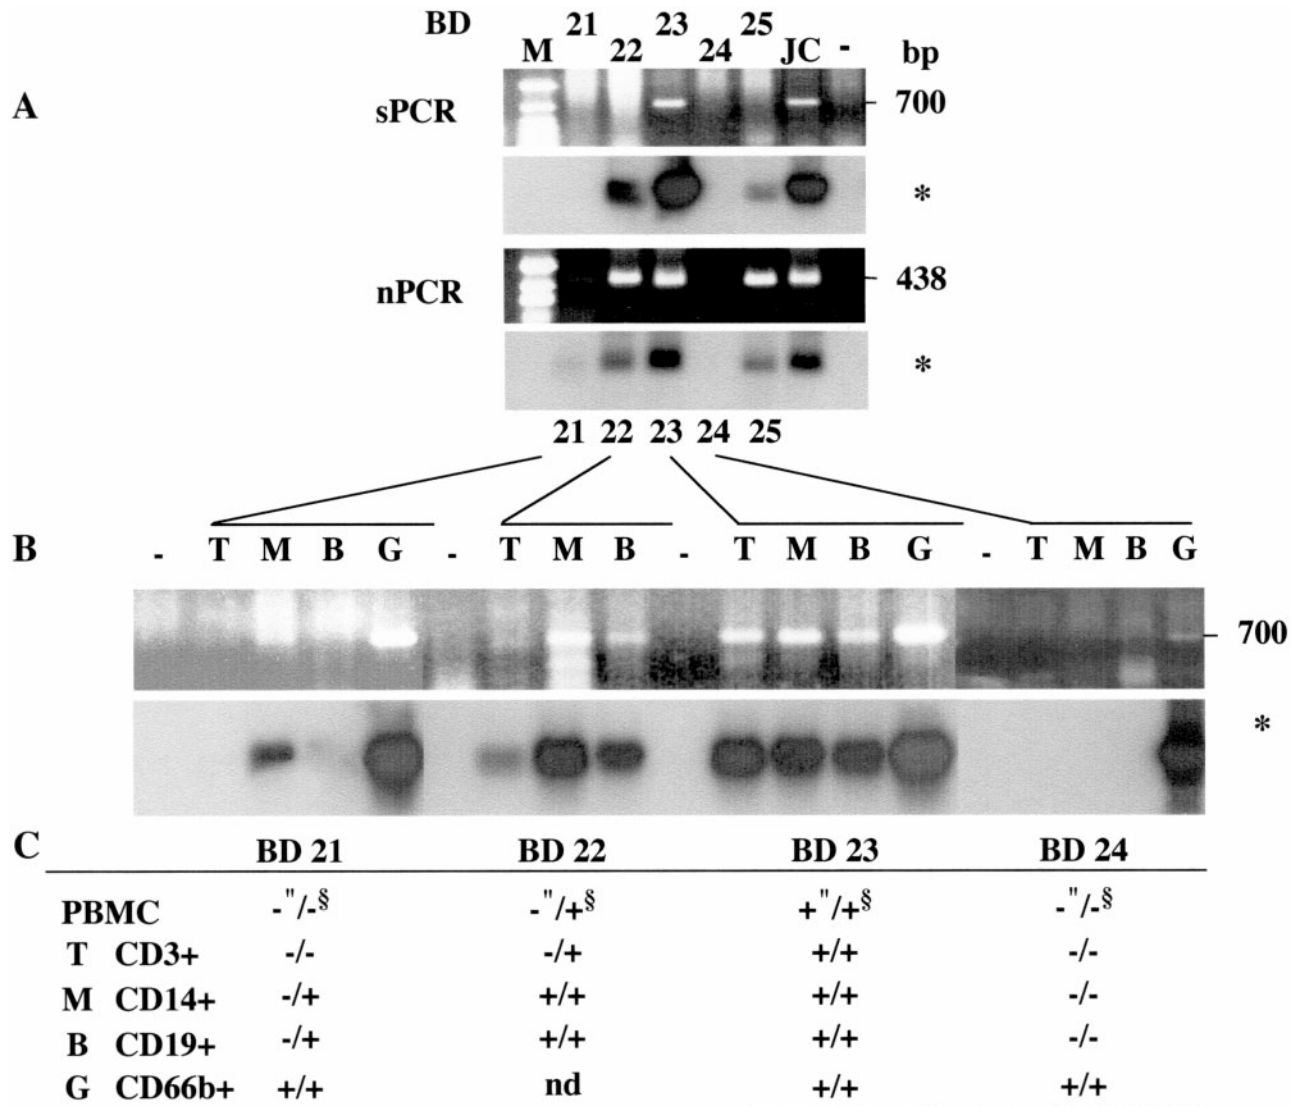 BD 21 23 25
M 22 24 JC - bp
A
sPCR 700
*
nPCR 438
*
21 22 23 24 25
B - T M B G - T M B - T M B G - T M B G
700
*
C BD 21 BD 22 BD 23 BD 24
PBMC -"/-§ -"/+§ +"/+§ -"/-§
T CD3+ -/- -/+ +/+ -/-
M CD14+ -/+ +/+ +/+ -/-
B CD19+ -/+ +/+ +/+ -/-
G CD66b+ +/+ nd +/+ +/+